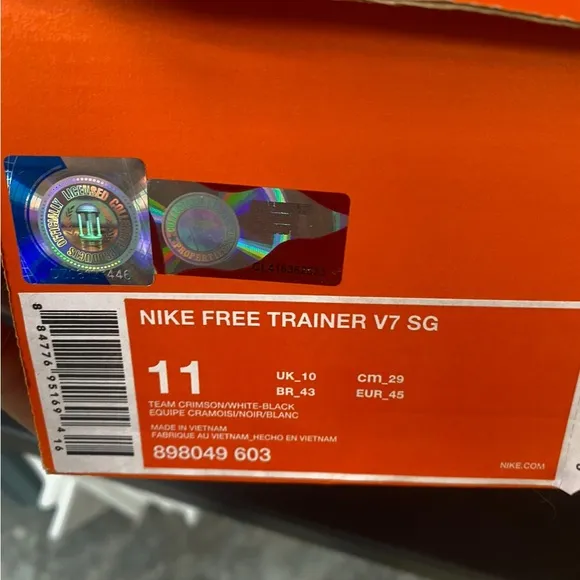 OFFICIALLY LICENSED
PRODUCTS
PROPERTIES
NIKE FREE TRAINER V7 SG
11
UK_10
cm_29
BR_43
EUR_45
TEAM CRIMSON/WHITE-BLACK
EQUIPE CRAMOISI/NOIR/BLANC
MADE IN VIETNAM
FABRIQUE AU VIETNAM_HECHO EN VIETNAM
898049 603
NIKE.COM
8 84776 95169 4 16